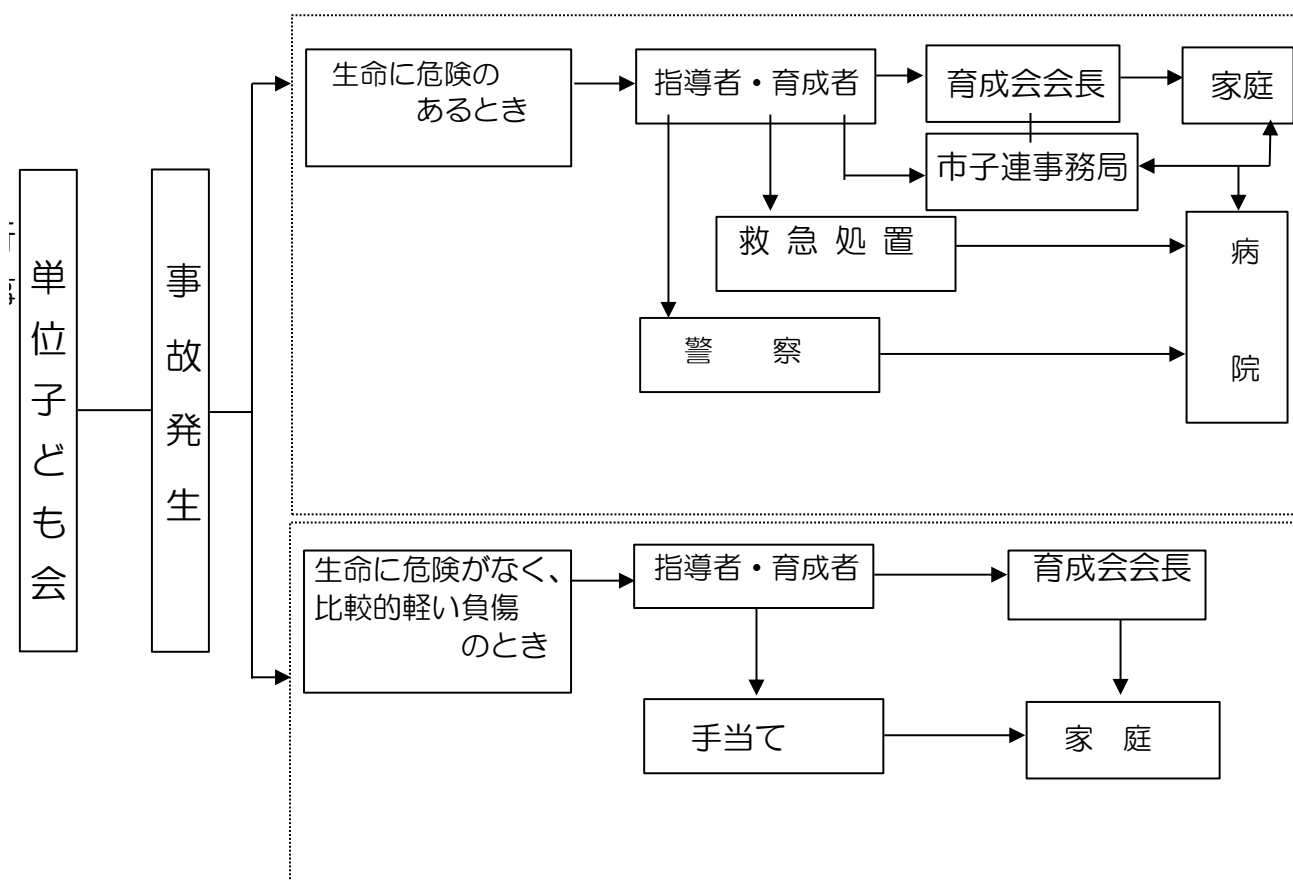 単位子ども会
事故発生
生命に危険の
あるとき
指導者・育成者
育成会会長
家庭
市子連事務局
救急処置
病院
警察
生命に危険がなく、
比較的軽い負傷
のとき
指導者・育成者
育成会会長
手当て
家庭